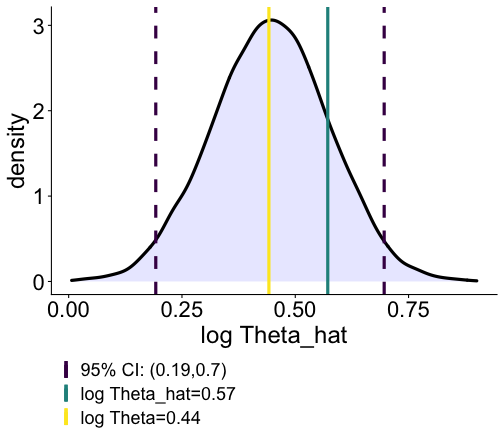 3
2
1
0
density
0.00 0.25 0.50 0.75
log Theta_hat
95% CI: (0.19,0.7)
log Theta_hat=0.57
log Theta=0.44